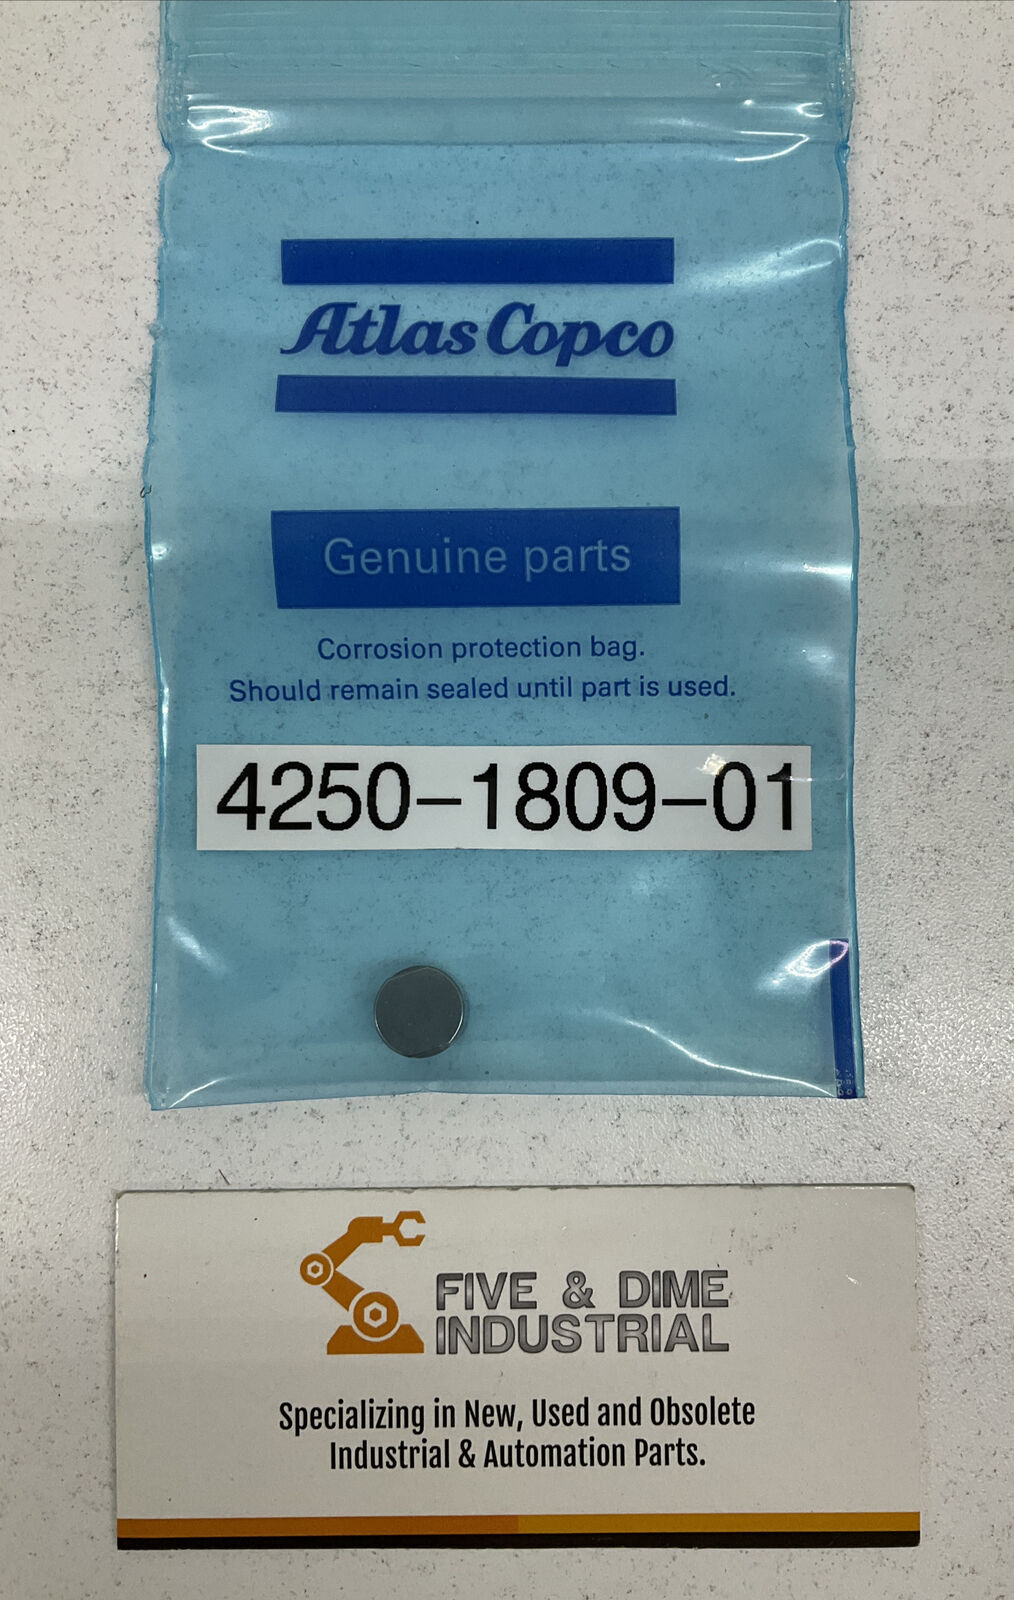 Atlas Copco
Genuine parts
Corrosion protection bag.
Should remain sealed until part is used.
4250-1809-01
FIVE & DIME
INDUSTRIAL
Specializing in New, Used and Obsolete
Industrial & Automation Parts.